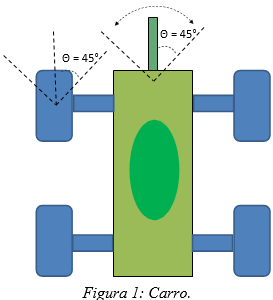 Θ = 45°
Θ = 45°
Figura 1: Carro.